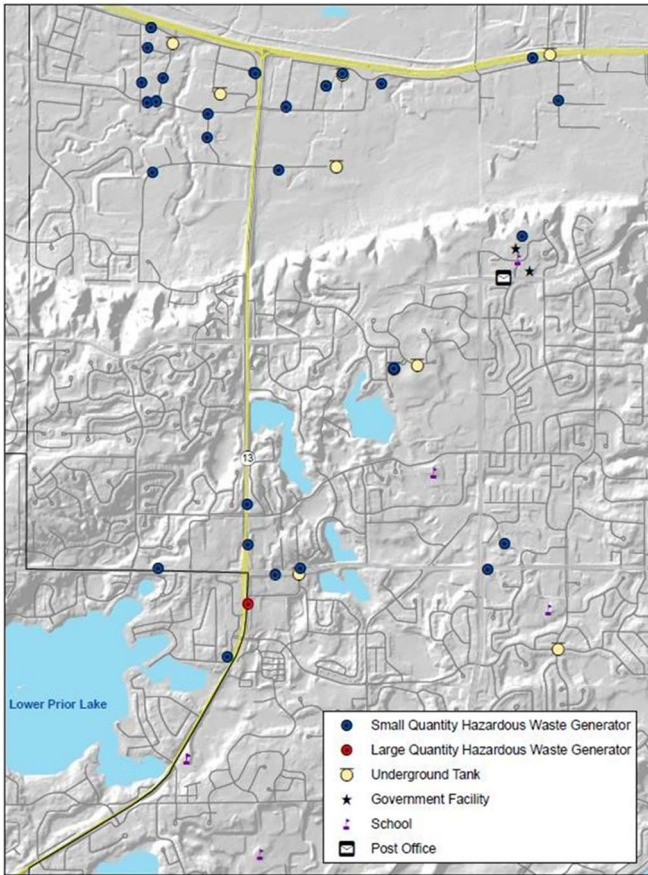 13
Lower Prior Lake
Small Quantity Hazardous Waste Generator
Large Quantity Hazardous Waste Generator
Underground Tank
Government Facility
School
Post Office